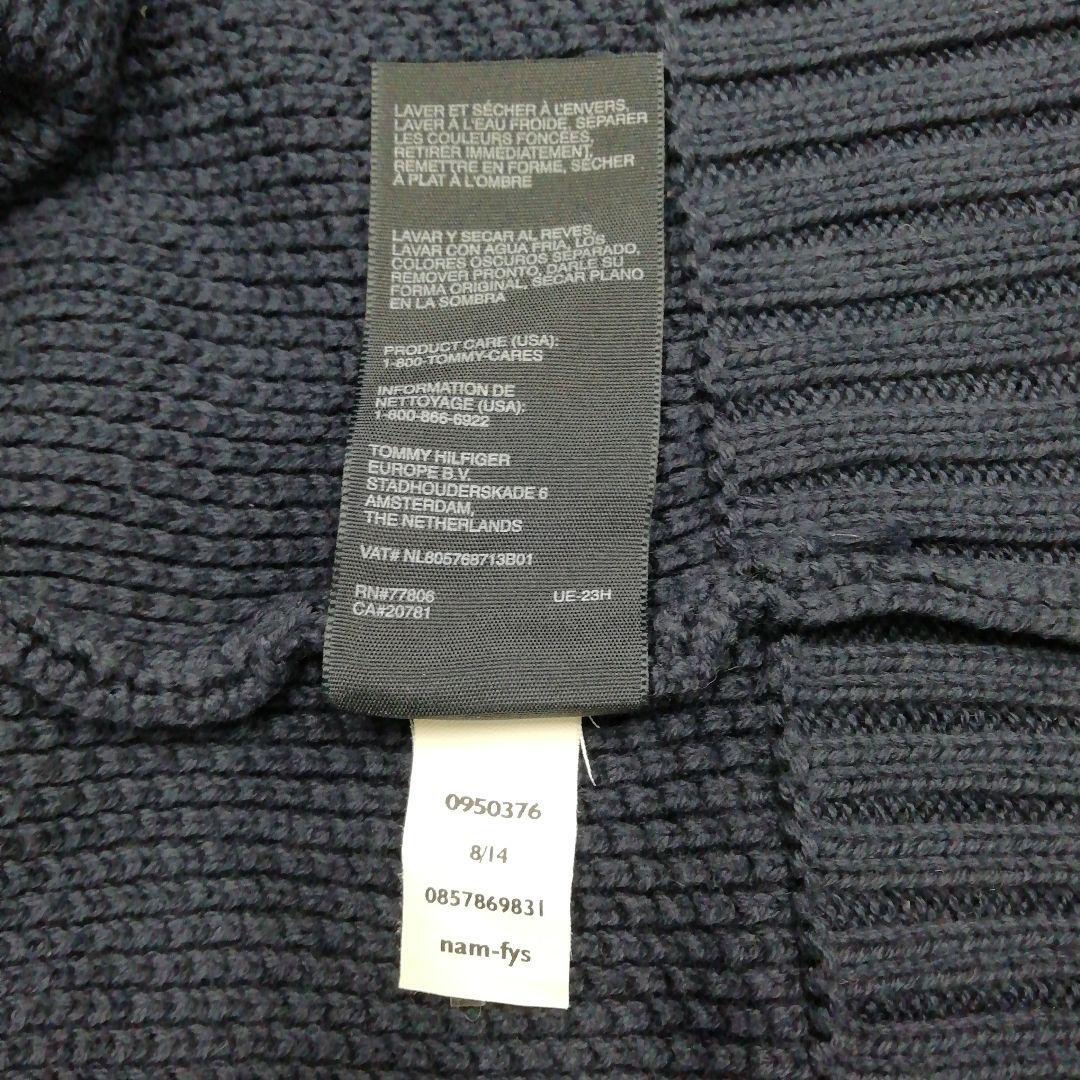 LAVER ET SÉCHER À L'ENVERS,
LAVER À L'EAU FROIDE, SÉPARER
LES COULEURS FONCÉES,
RETIRER IMMÉDIATEMENT,
REMETTRE EN FORME, SÉCHER
À PLAT À L'OMBRE
LAVAR Y SECAR AL REVES,
LAVAR CON AGUA FRIA, LOS
COLORES OSCUROS SEPARADO,
REMOVER PRONTO, DARLE SU
FORMA ORIGINAL, SECAR PLANO
EN LA SOMBRA
PRODUCT CARE (USA):
1-800-TOMMY-CARES
INFORMATION DE
NETTOYAGE (USA):
1-800-866-6922
TOMMY HILFIGER
EUROPE B.V.
STADHOUDERSKADE 6
AMSTERDAM,
THE NETHERLANDS
VAT# NL805768713B01
RN#77806 UE-23H
CA#20781
0950376
8/14
0857869831
nam-fys